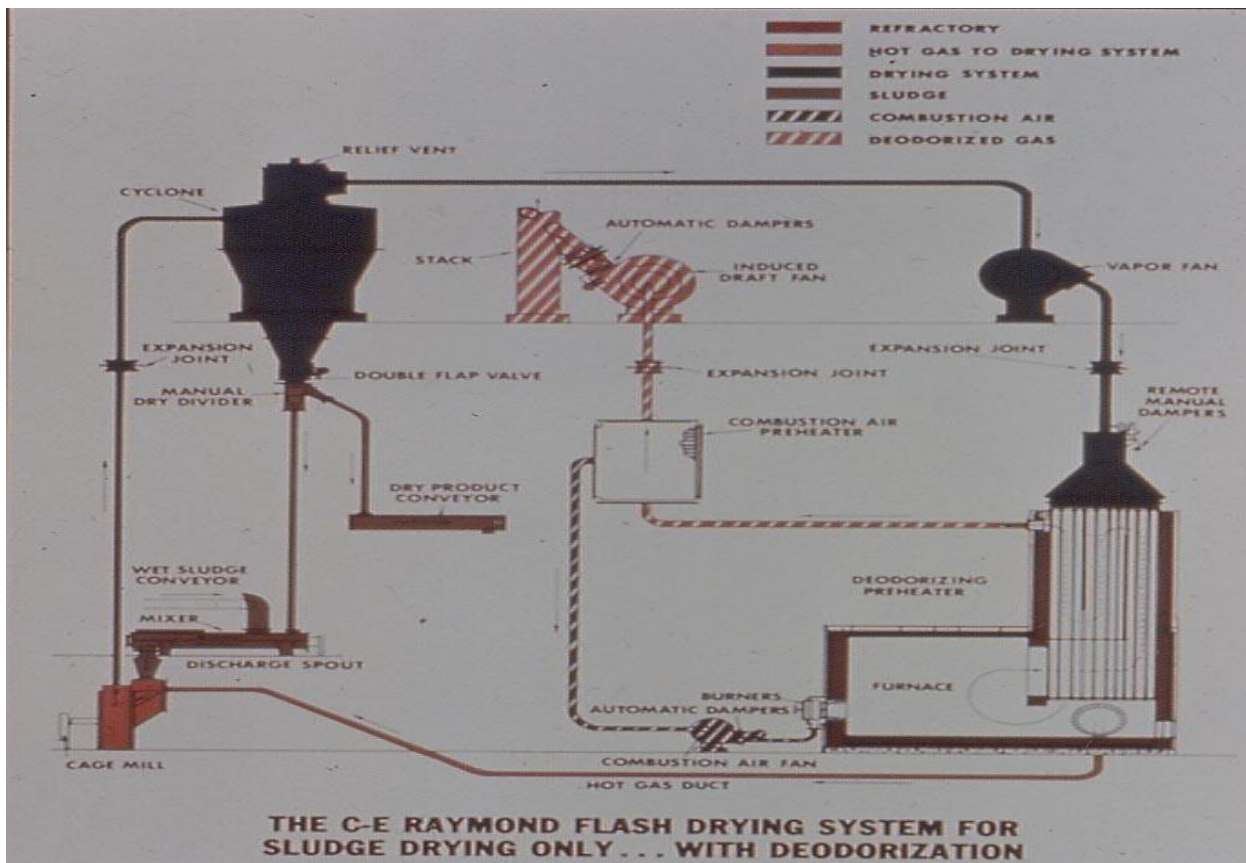 REFRACTORY
HOT GAS TO DRYING SYSTEM
DRYING SYSTEM
SLUDGE
COMBUSTION AIR
DEODORIZED GAS
RELIEF VENT
CYCLONE
AUTOMATIC DAMPERS
STACK
INDUCED
DRAFT FAN
VAPOR FAN
EXPANSION
JOINT
DOUBLE FLAP VALVE
MANUAL
DRY DIVIDER
EXPANSION JOINT
EXPANSION JOINT
REMOTE
MANUAL
DAMPERS
COMBUSTION AIR
PREHEATER
DRY PRODUCT
CONVEYOR
WET SLUDGE
CONVEYOR
MIXER
DISCHARGE SPOUT
DEODORIZING
PREHEATER
FURNACE
BURNERS
AUTOMATIC DAMPERS
CAGE MILL
COMBUSTION AIR FAN
HOT GAS DUCT
THE C-E RAYMOND FLASH DRYING SYSTEM FOR
SLUDGE DRYING ONLY... WITH DEODORIZATION